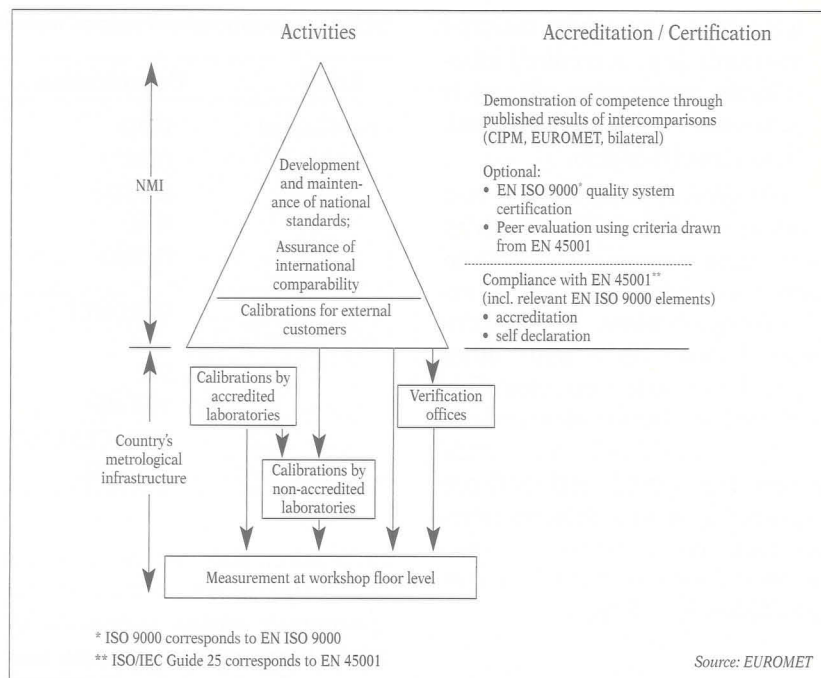 Activities
Accreditation / Certification
NMI
Development
and mainten-
ance of national
standards;
Assurance of
international
comparability
Calibrations for external
customers
Demonstration of competence through
published results of intercomparisons
(CIPM, EUROMET, bilateral)
Optional:
• EN ISO 9000* quality system
certification
• Peer evaluation using criteria drawn
from EN 45001
Compliance with EN 45001**
(incl. relevant EN ISO 9000 elements)
• accreditation
• self declaration
Country's
metrological
infrastructure
Calibrations by
accredited
laboratories
Verification
offices
Calibrations by
non-accredited
laboratories
Measurement at workshop floor level
* ISO 9000 corresponds to EN ISO 9000
** ISO/IEC Guide 25 corresponds to EN 45001
Source: EUROMET